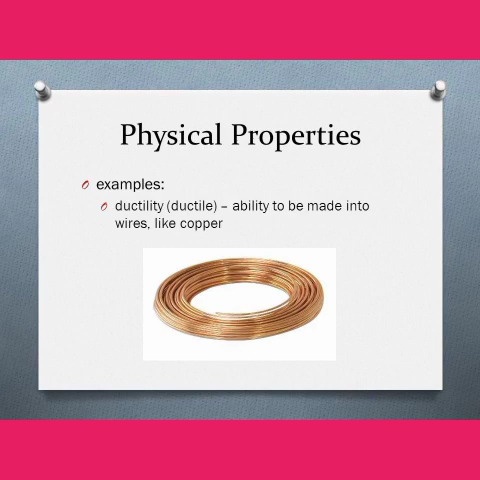 Physical Properties
examples:
ductility (ductile) – ability to be made into
wires, like copper